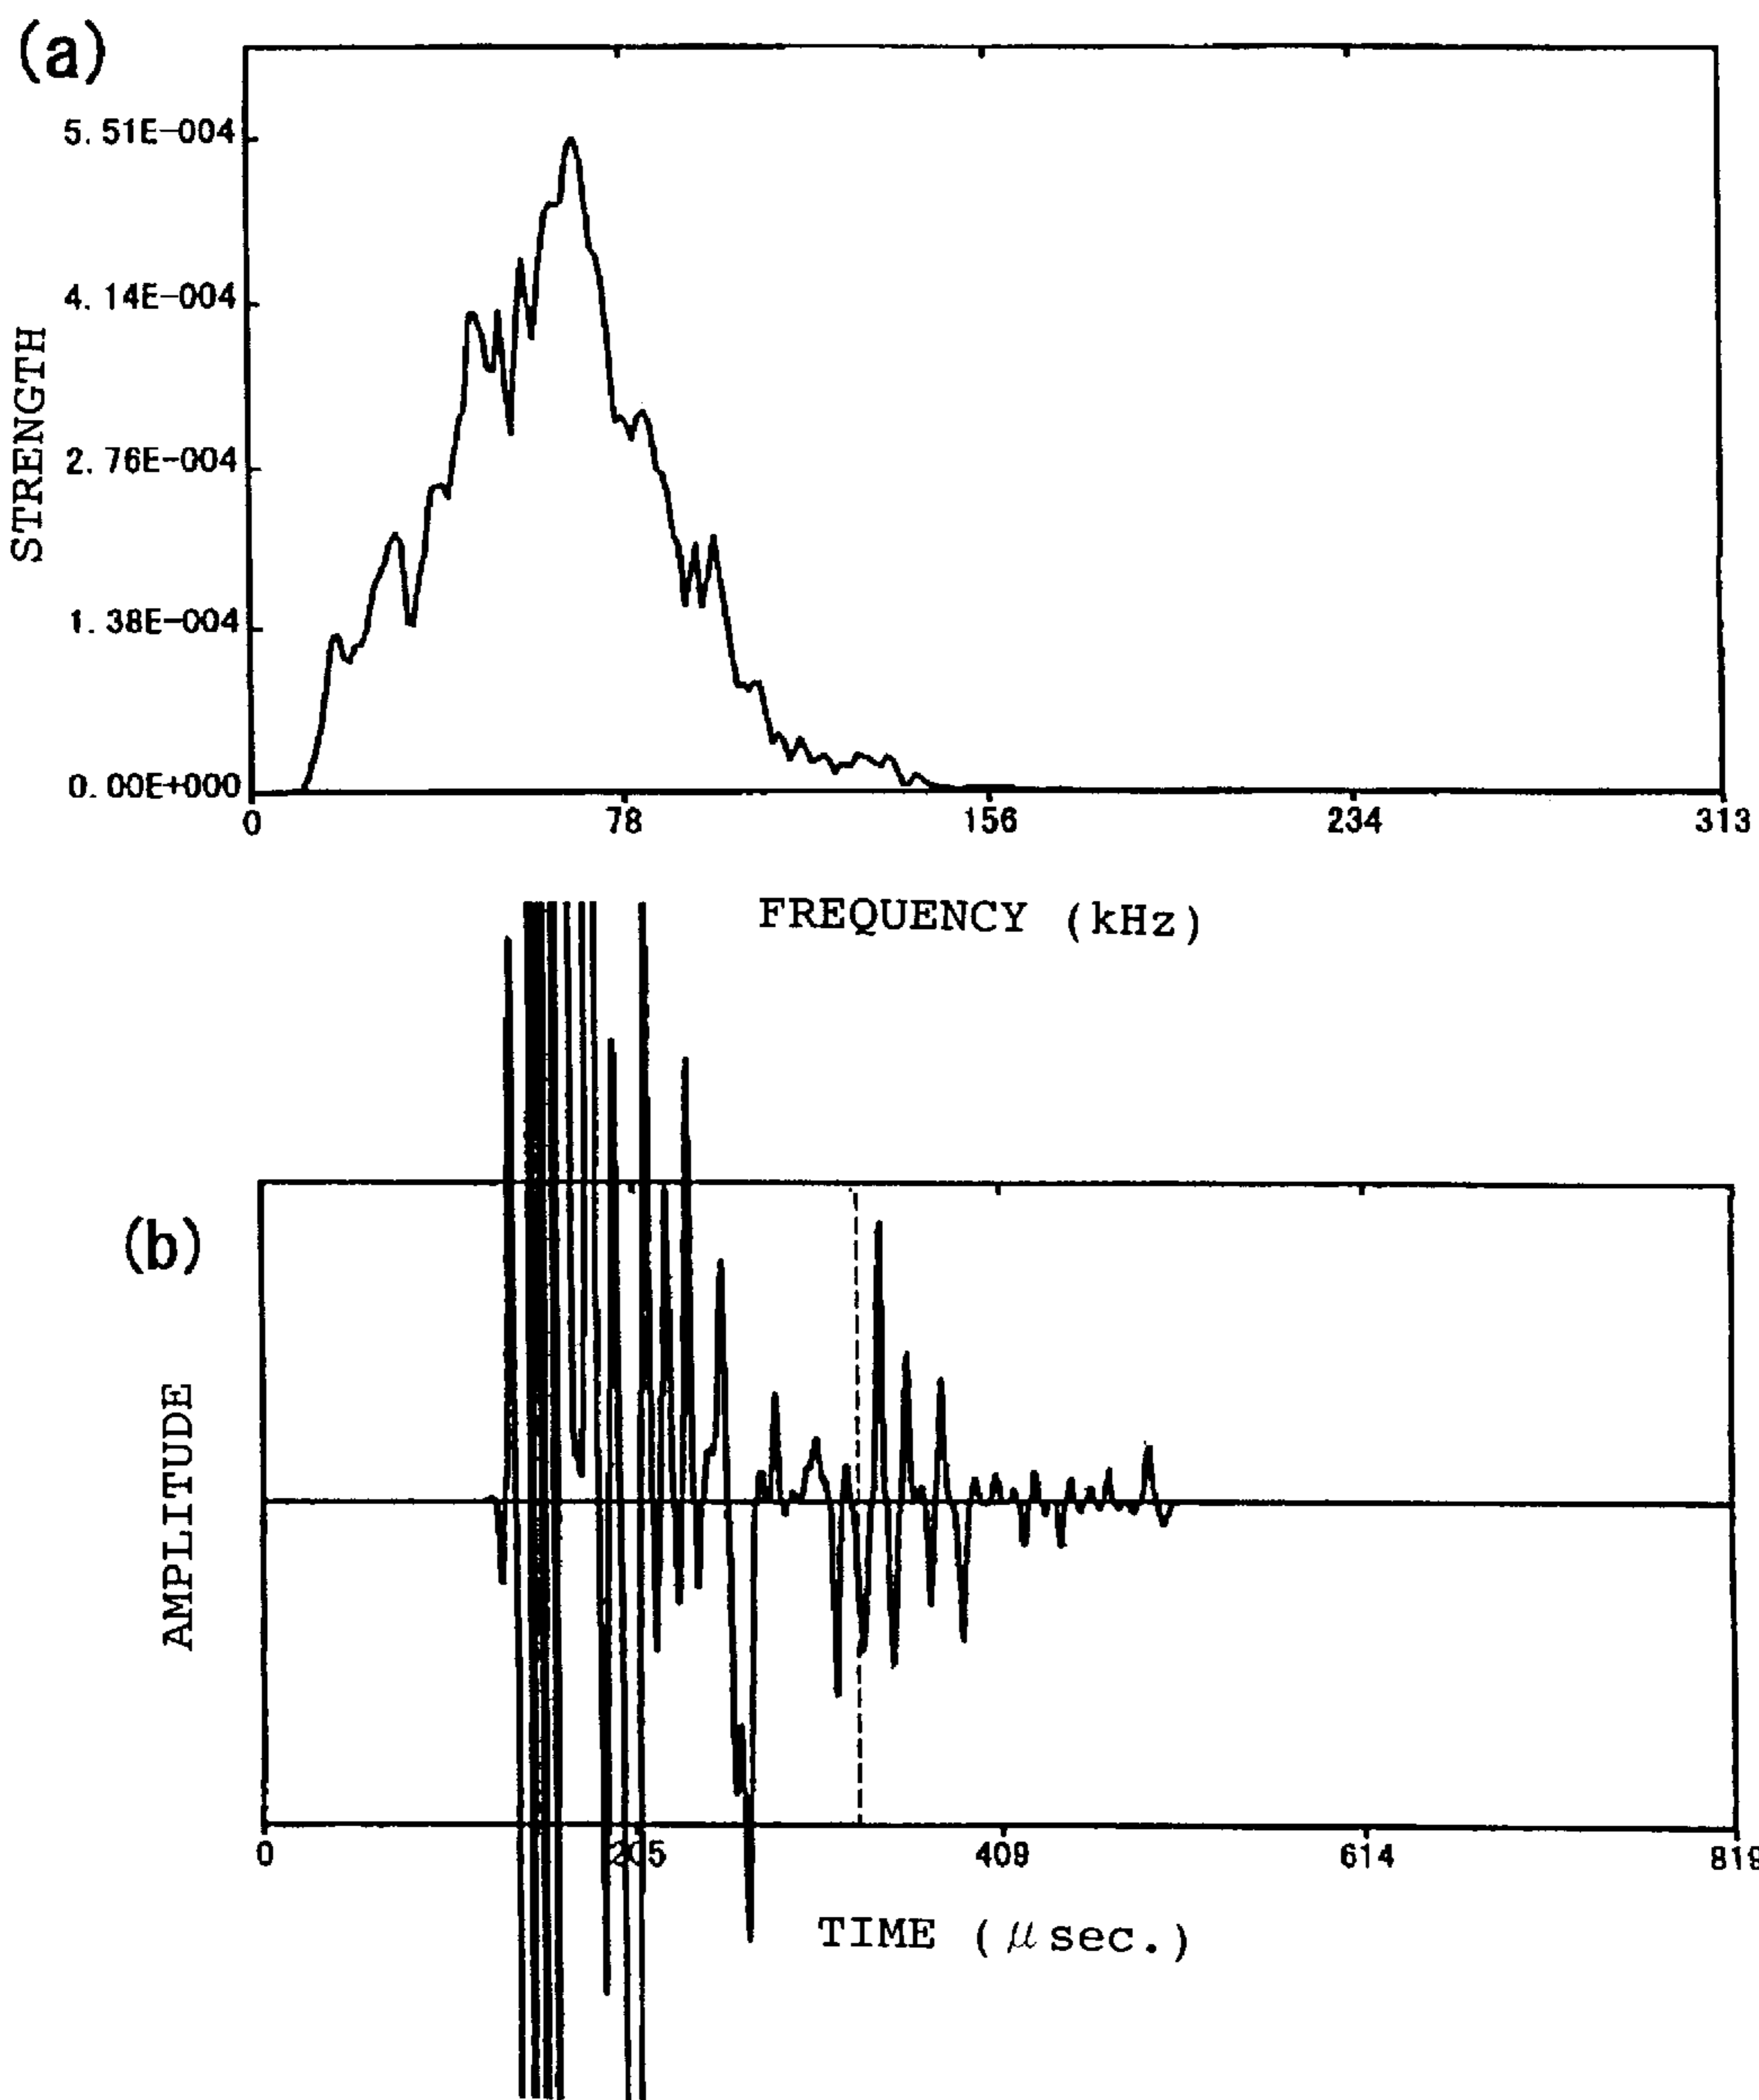 (a)
5.51E-004
4.14E-004
2.76E-004
1.38E-004
0.00E+000
STRENGTH
0 78 156 234 313
FREQUENCY (kHz)
(b)
AMPLITUDE
0 205 409 614 819
TIME (μsec.)